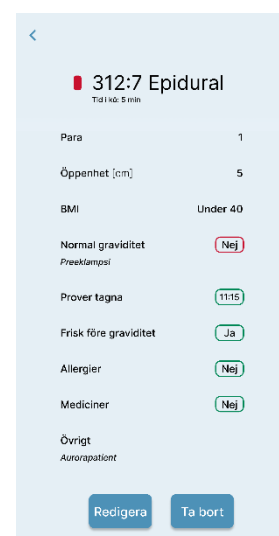 312:7 Epidural
Tid i kö: 5 min
Para 1
Öppenhet [cm] 5
BMI Under 40
Normal graviditet Nej
Preeklampsi
Prover tagna 11:15
Frisk före graviditet Ja
Allergier Nej
Mediciner Nej
Övrigt
Aurorapatient
Redigera Ta bort